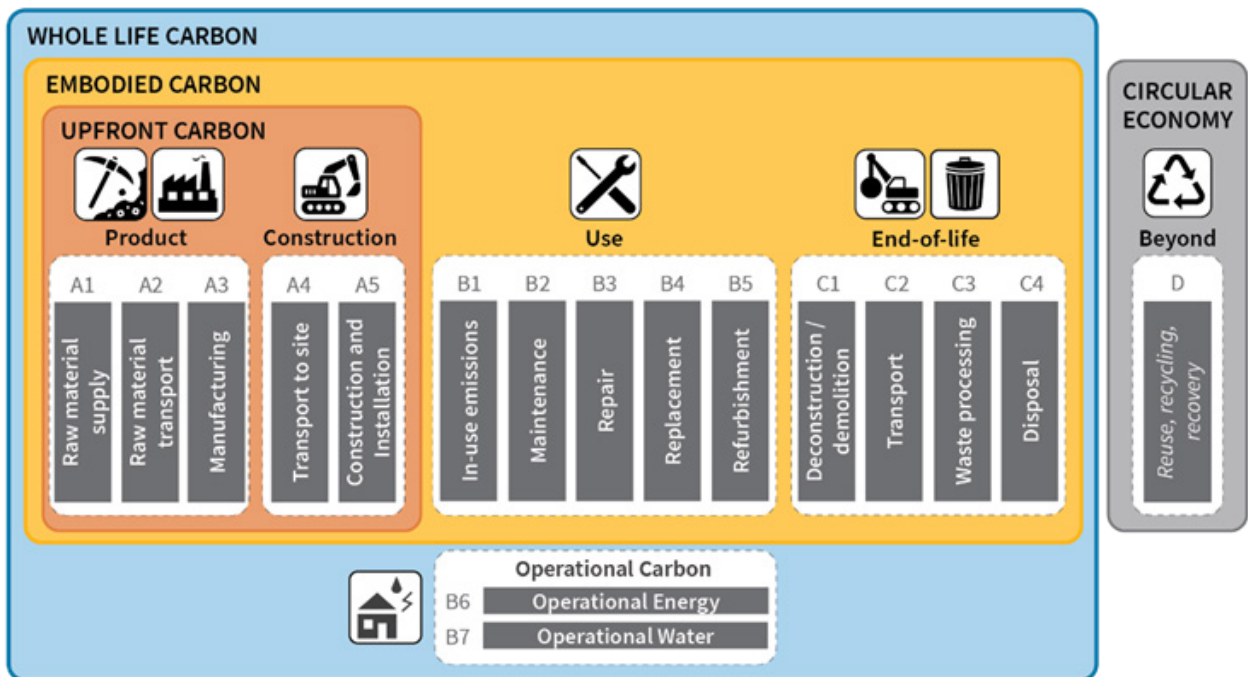 WHOLE LIFE CARBON
EMBODIED CARBON
UPFRONT CARBON
Product
A1
A2
A3
Raw material
supply
Raw material
transport
Manufacturing
Construction
A4
A5
Transport to site
Construction and
Installation
Use
B1
B2
B3
B4
B5
In-use emissions
Maintenance
Repair
Replacement
Refurbishment
End-of-life
C1
C2
C3
C4
Deconstruction /
demolition
Transport
Waste processing
Disposal
Operational Carbon
B6
Operational Energy
B7
Operational Water
CIRCULAR
ECONOMY
Beyond
D
Reuse, recycling,
recovery